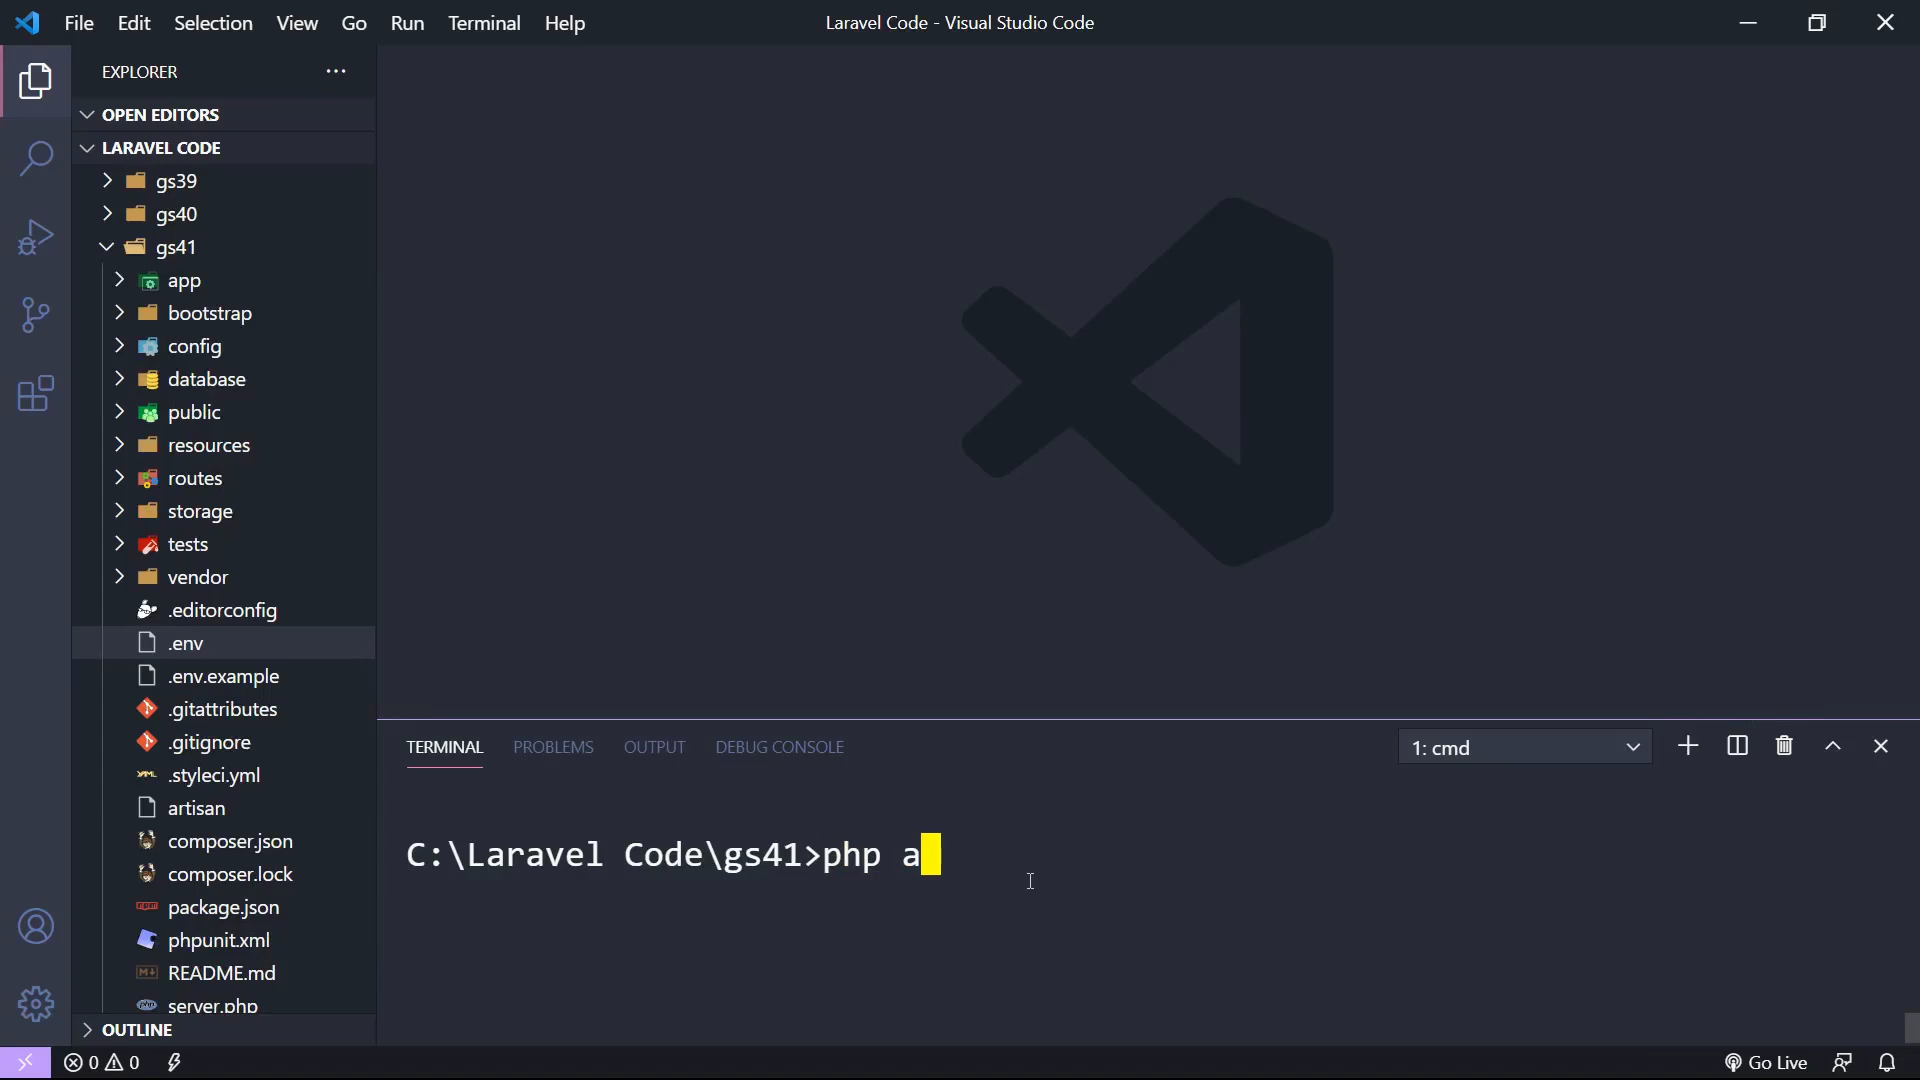 File Edit Selection View Go Run Terminal Help
Laravel Code - Visual Studio Code
EXPLORER
OPEN EDITORS
LARAVEL CODE
gs39
gs40
gs41
app
bootstrap
config
database
public
resources
routes
storage
tests
vendor
.editorconfig
.env
.env.example
.gitattributes
.gitignore
.styleci.yml
artisan
composer.json
composer.lock
package.json
phpunit.xml
README.md
server.php
OUTLINE
TERMINAL PROBLEMS OUTPUT DEBUG CONSOLE
1: cmd
C:\Laravel Code\gs41>php a
0 0
Go Live